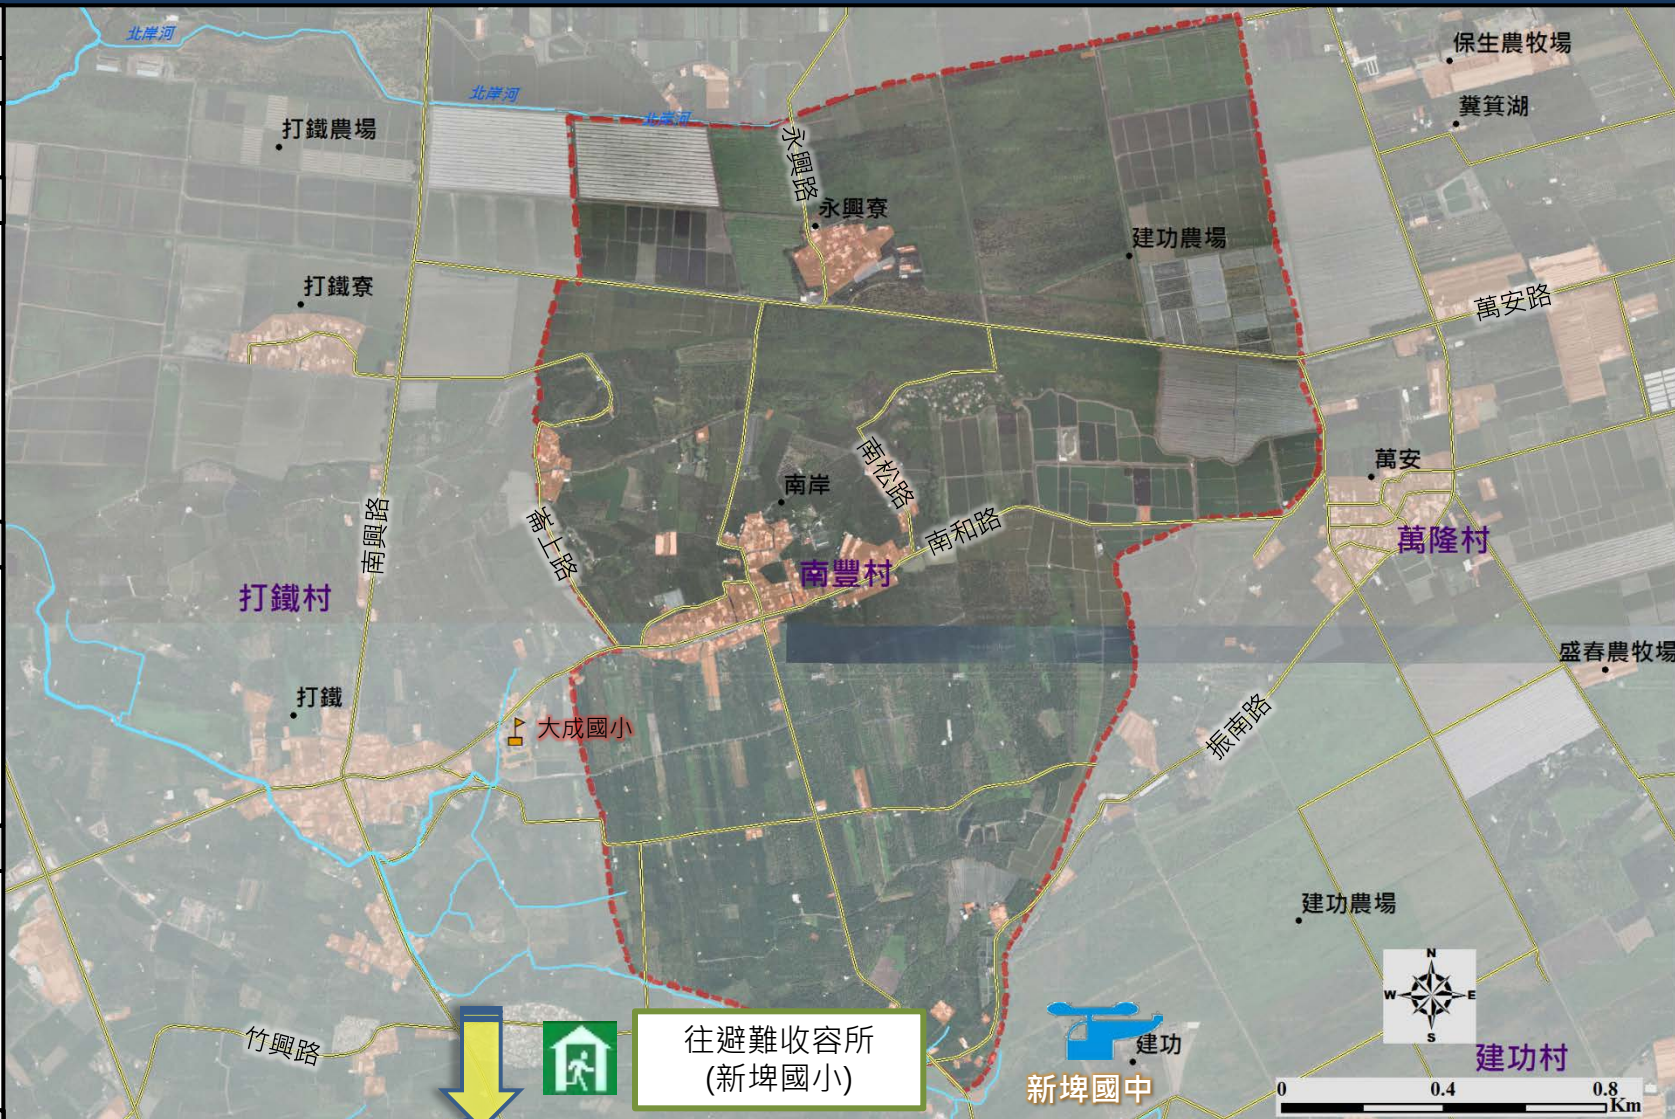 北岸河
保生農牧場
北岸河
糞箕湖
北岸河
打鐵農場
永興路
永興寮
建功農場
打鐵寮
萬安路
南松路
萬安
南岸
南興路
萬上路
南和路
萬隆村
南豐村
打鐵村
盛春農牧場
打鐵
大成國小
振南路
建功農場
N
W
E
S
竹興路
往避難收容所
(新埤國小)
建功
建功村
新埤國中
0 0.4 0.8
Km